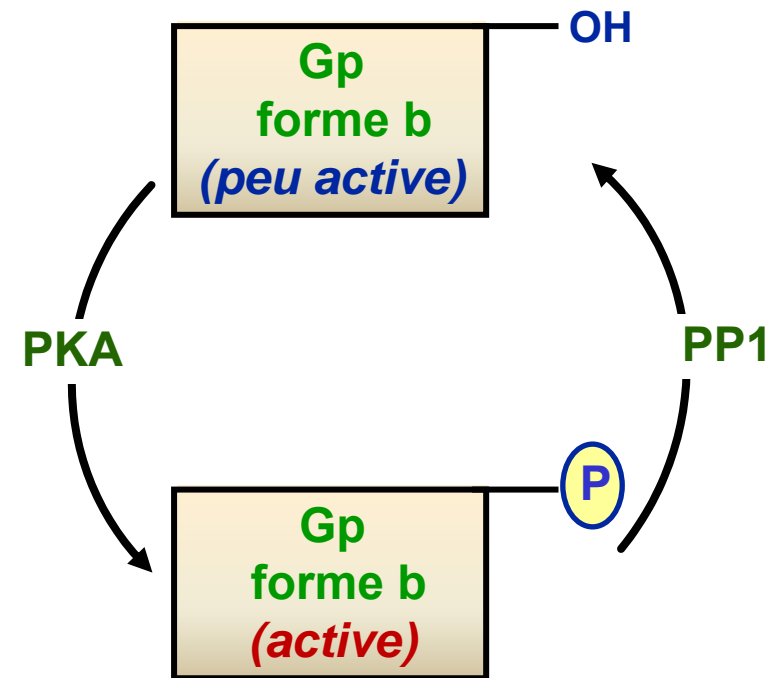 OH
Gp
forme b
(peu active)
PKA
PP1
P
Gp
forme b
(active)